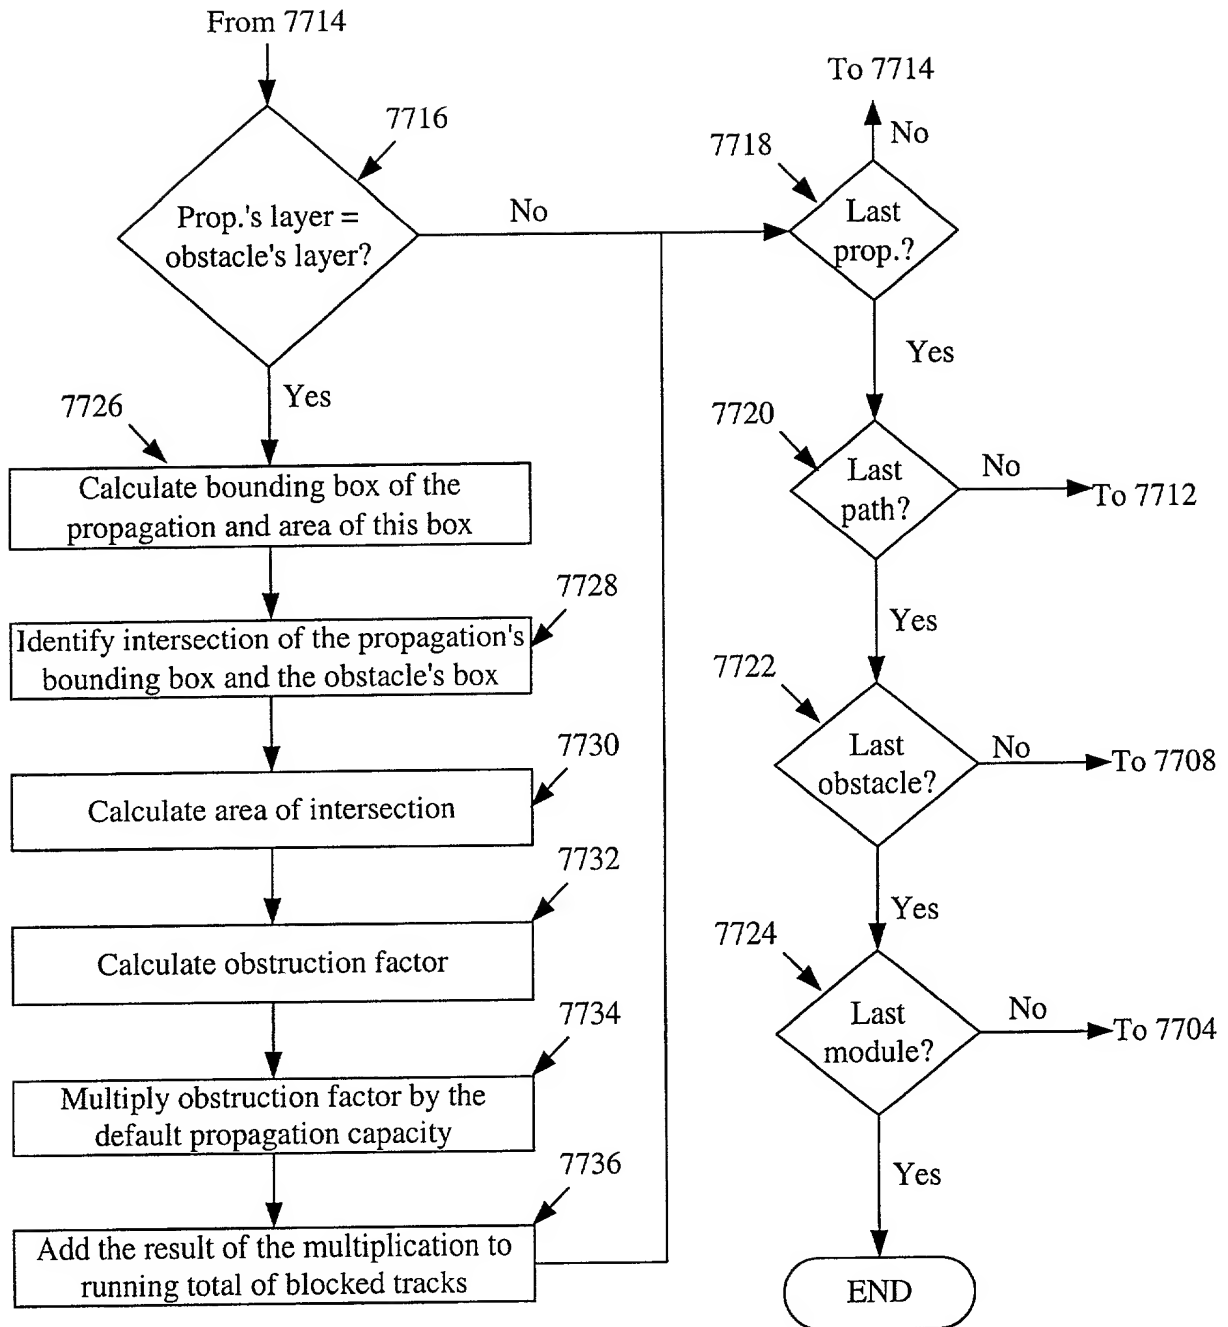 From 7714
7716
Prop.'s layer =
obstacle's layer?
No
Yes
7726
Calculate bounding box of the
propagation and area of this box
7728
Identify intersection of the propagation's
bounding box and the obstacle's box
7730
Calculate area of intersection
7732
Calculate obstruction factor
7734
Multiply obstruction factor by the
default propagation capacity
7736
Add the result of the multiplication to
running total of blocked tracks
To 7714
No
7718
Last
prop.?
Yes
7720
Last
path?
No
To 7712
Yes
7722
Last
obstacle?
No
To 7708
Yes
7724
Last
module?
No
To 7704
Yes
END